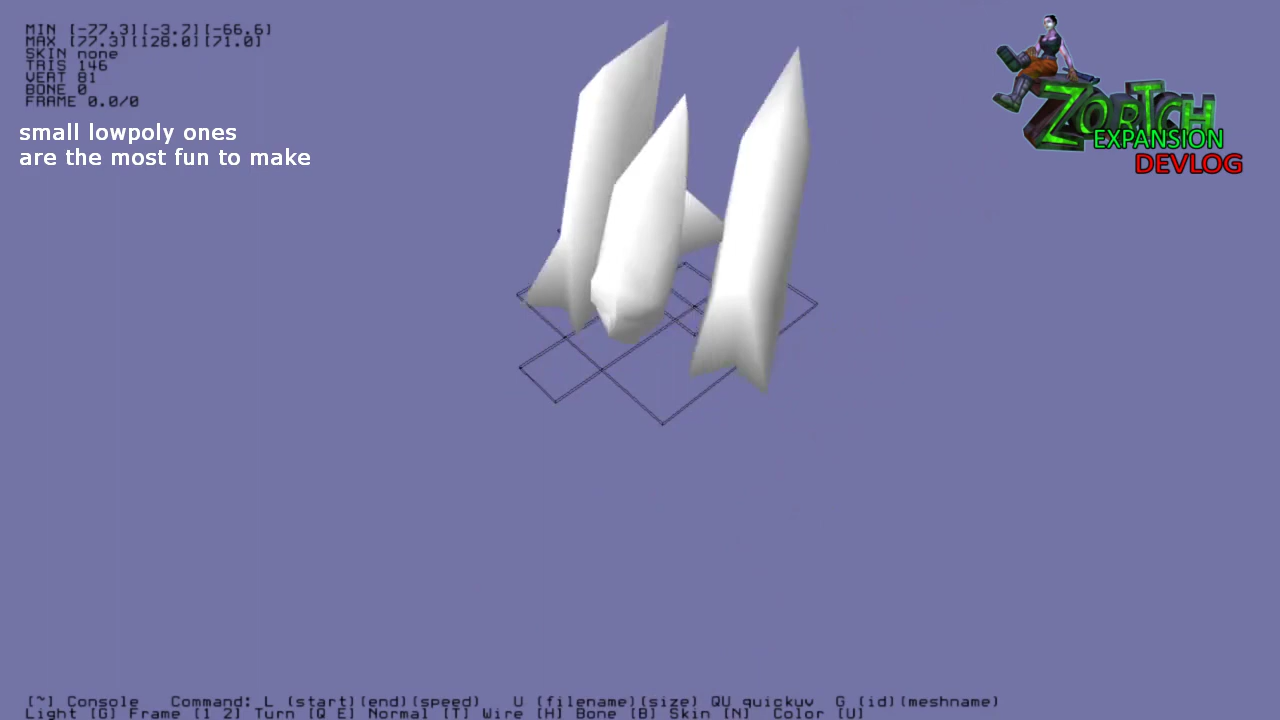 MIN [-77.3][-3.7][-66.6]
MAX [77.3][128.0][71.0]
SKIN none
TRIS 146
VERT 81
BONE 0
FRAME 0.0/0
small lowpoly ones
are the most fun to make
ZORTCH
EXPANSION
DEVLOG
[~] Console Command: L (start)(end)(speed) U (filename)(size) QU quickuv G (id)(meshname)
Light [G] Frame [1 2] Turn [Q E] Normal [T] Wire [H] Bone [B] Skin [N] Color [U]